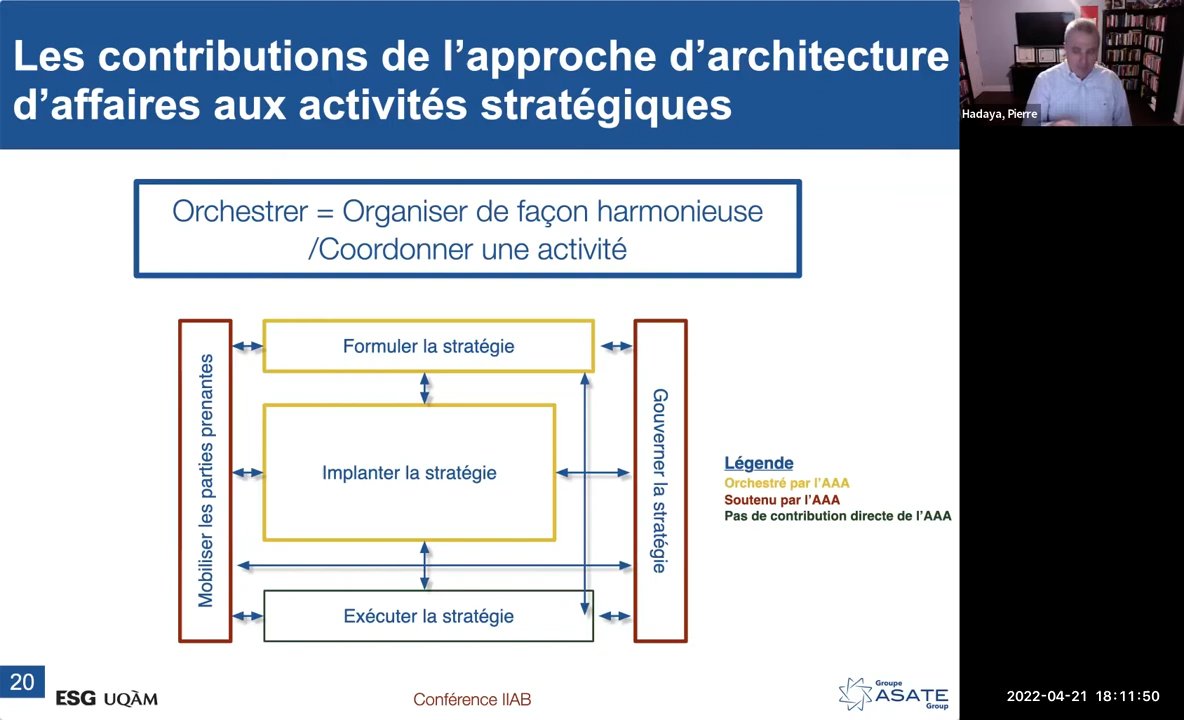 Les contributions de l’approche d’architecture
d’affaires aux activités stratégiques
Hadaya, Pierre
Orchestrer = Organiser de façon harmonieuse
/Coordonner une activité
Formuler la stratégie
Mobiliser les parties prenantes
Implanter la stratégie
Gouverner la stratégie
Exécuter la stratégie
Légende
Orchestré par l’AAA
Soutenu par l’AAA
Pas de contribution directe de l’AAA
20
ESG UQÀM
Conférence IIAB
Groupe
ASATE
Group
2022-04-21 18:11:50